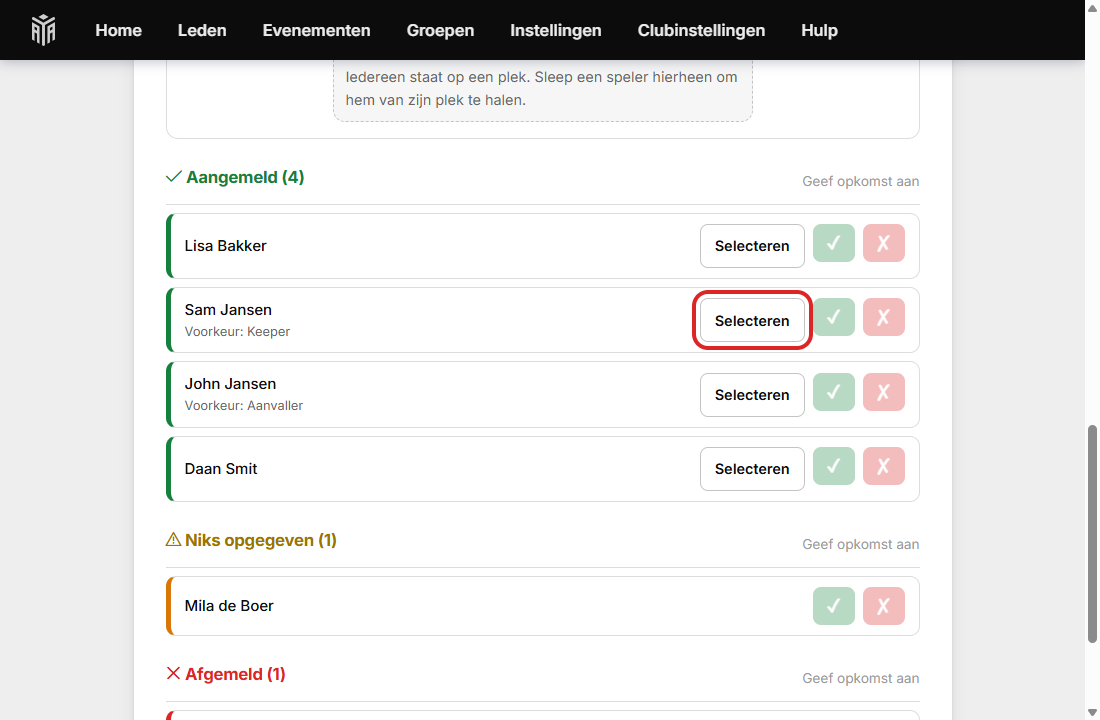 Home Leden Evenementen Groepen Instellingen Clubinstellingen Hulp
Iedereen staat op een plek. Sleep een speler hierheen om
hem van zijn plek te halen.
Aangemeld (4) Geef opkomst aan
Lisa Bakker Selecteren
Sam Jansen
Voorkeur: Keeper
Selecteren
John Jansen
Voorkeur: Aanvaller
Selecteren
Daan Smit Selecteren
Niks opgegeven (1) Geef opkomst aan
Mila de Boer
Afgemeld (1) Geef opkomst aan